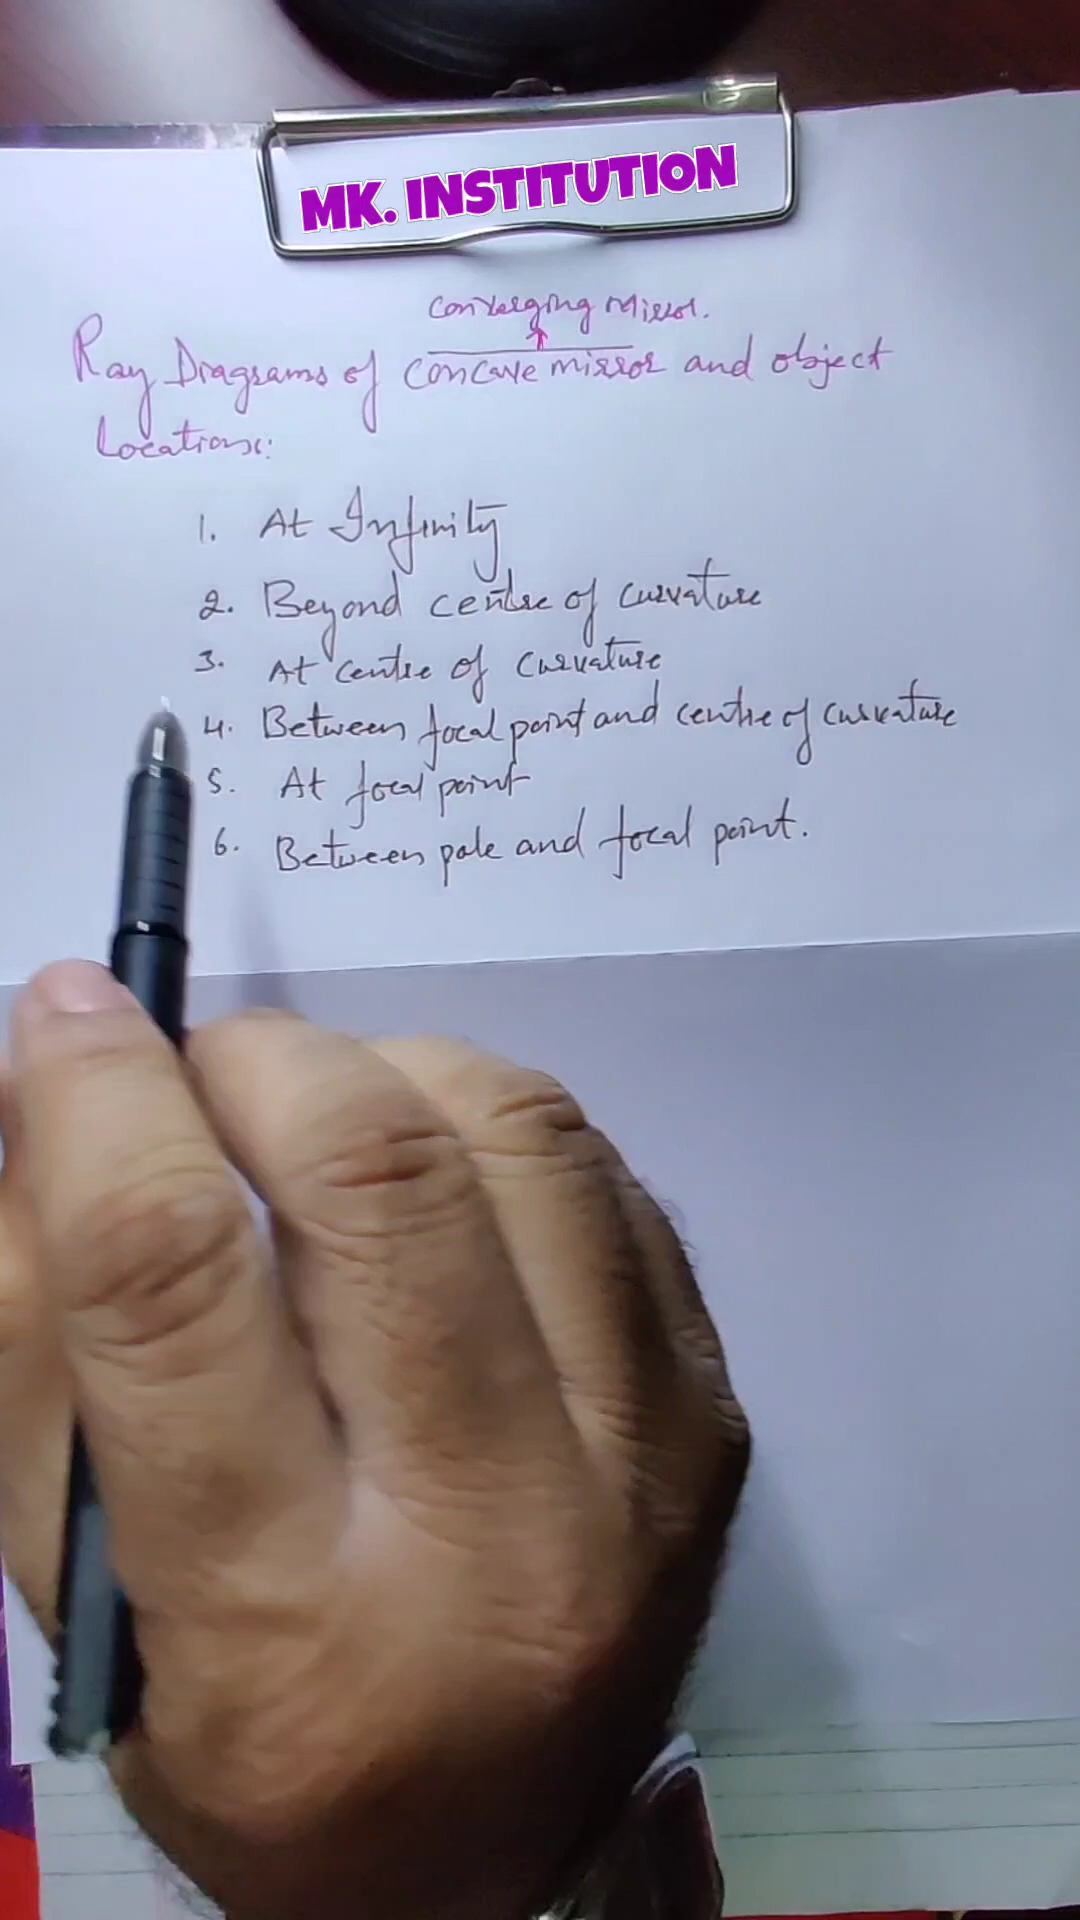 MK. INSTITUTION
Converging Mirror.
Ray Diagrams of concave mirror and object
Locations:
1. At Infinity
2. Beyond centre of curvature
3. At centre of curvature
4. Between focal point and centre of curvature
5. At focal point
6. Between pole and focal point.